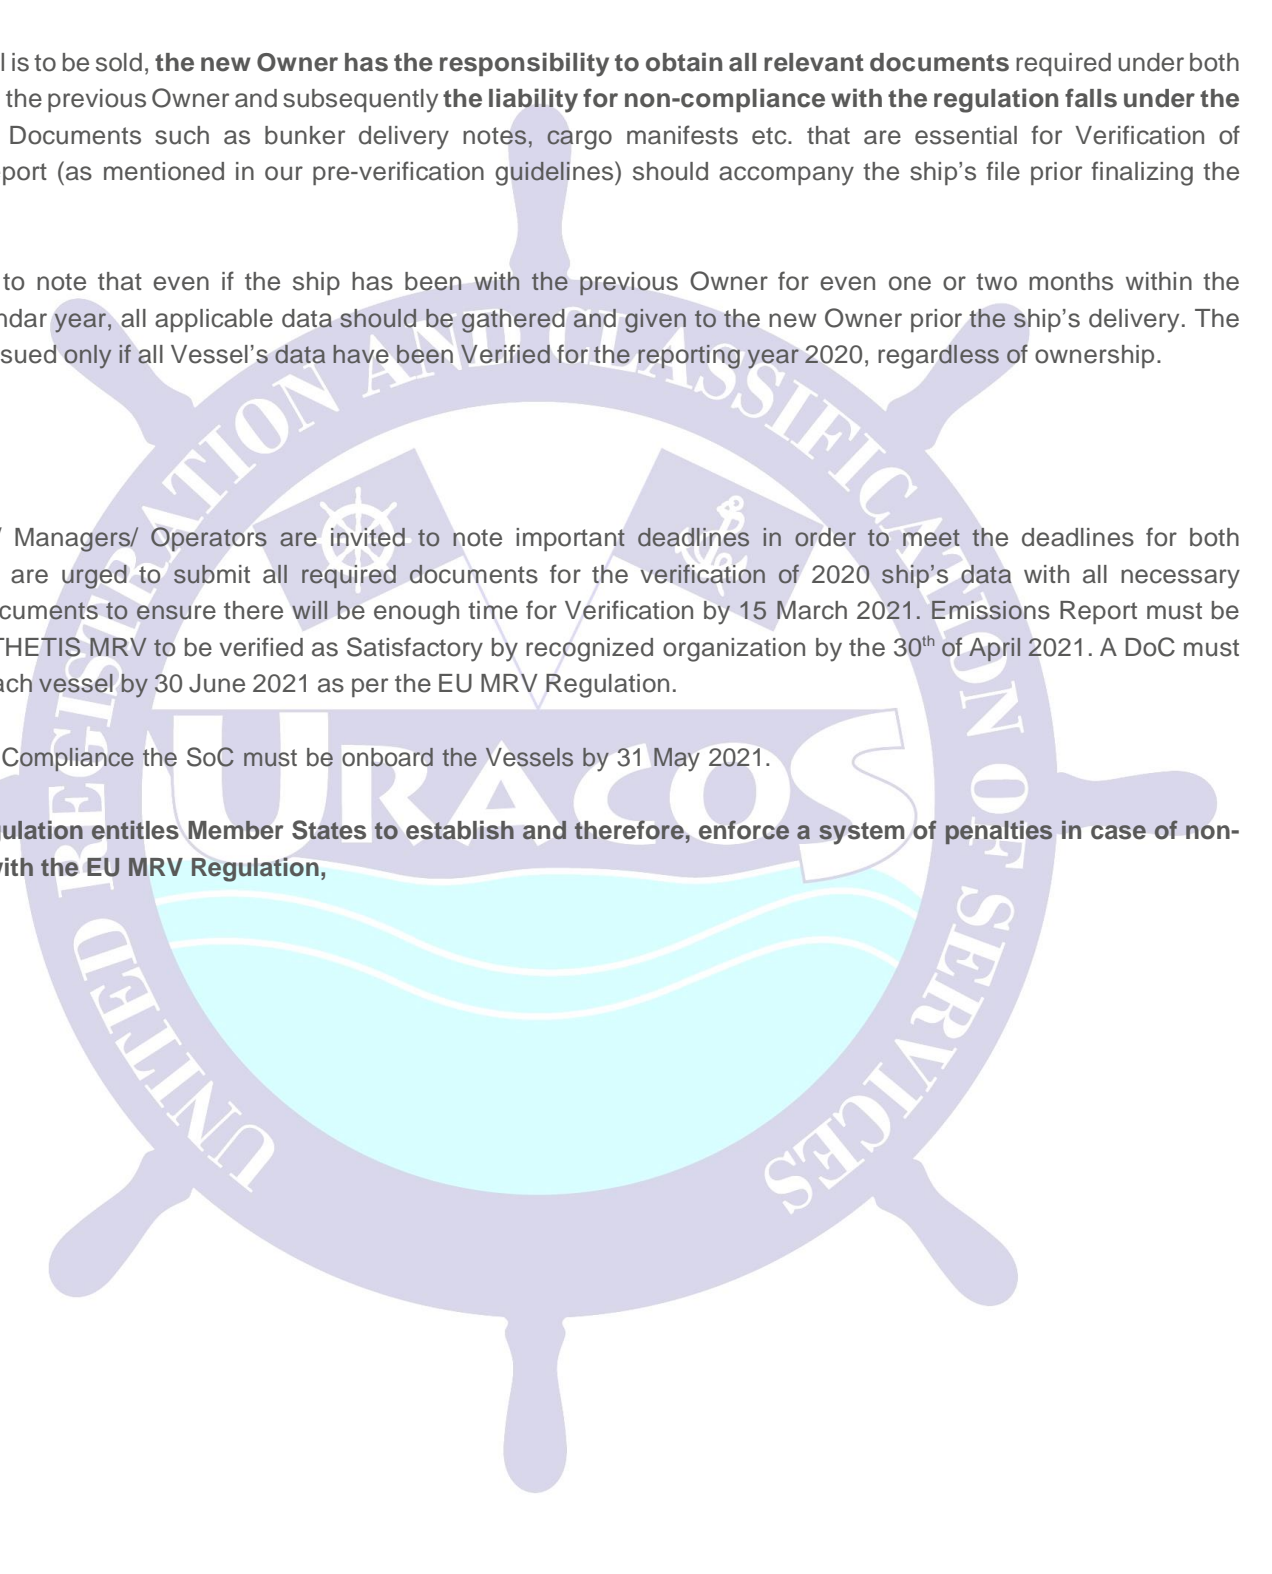 l is to be sold, the new Owner has the responsibility to obtain all relevant documents required under both
the previous Owner and subsequently the liability for non-compliance with the regulation falls under the
Documents such as bunker delivery notes, cargo manifests etc. that are essential for Verification of
port (as mentioned in our pre-verification guidelines) should accompany the ship’s file prior finalizing the
to note that even if the ship has been with the previous Owner for even one or two months within the
ndar year, all applicable data should be gathered and given to the new Owner prior the ship’s delivery. The
ssued only if all Vessel’s data have been Verified for the reporting year 2020, regardless of ownership.
/ Managers/ Operators are invited to note important deadlines in order to meet the deadlines for both
are urged to submit all required documents for the verification of 2020 ship’s data with all necessary
cuments to ensure there will be enough time for Verification by 15 March 2021. Emissions Report must be
THETIS MRV to be verified as Satisfactory by recognized organization by the 30th of April 2021. A DoC must
ach vessel by 30 June 2021 as per the EU MRV Regulation.
Compliance the SoC must be onboard the Vessels by 31 May 2021.
gulation entitles Member States to establish and therefore, enforce a system of penalties in case of non-
with the EU MRV Regulation,
UNITED REGISTRATION AND CLASSIFICATION OF SERVICES
URACOS